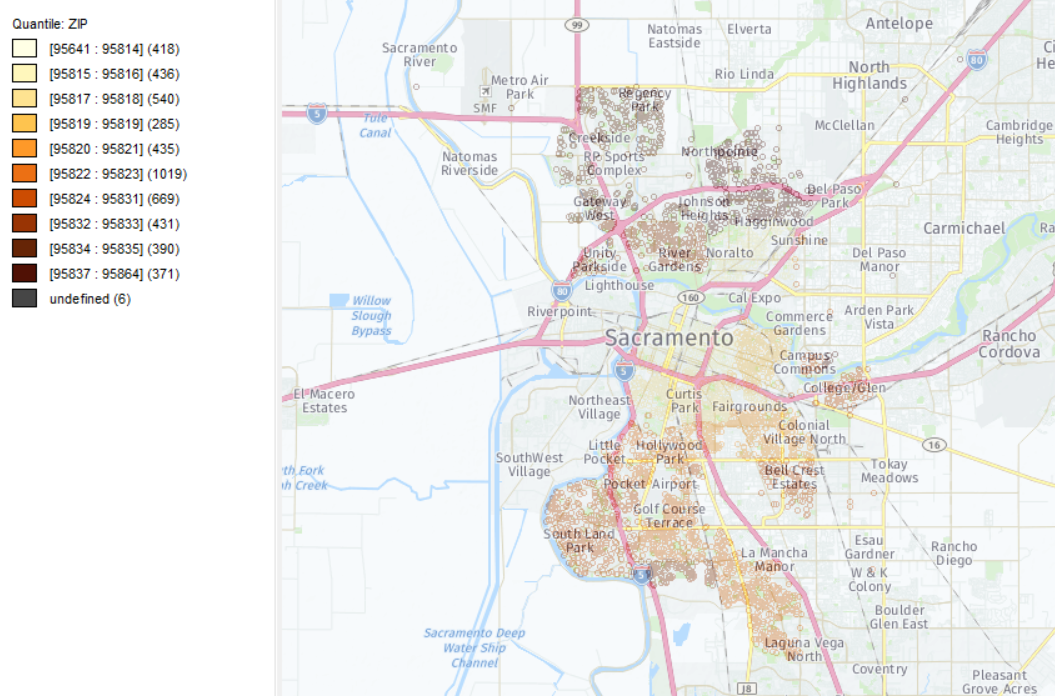 Quantile: ZIP
[95641 : 95814] (418)
[95815 : 95816] (436)
[95817 : 95818] (540)
[95819 : 95819] (285)
[95820 : 95821] (435)
[95822 : 95823] (1019)
[95824 : 95831] (669)
[95832 : 95833] (431)
[95834 : 95835] (390)
[95837 : 95864] (371)
undefined (6)
99
Natomas
Eastside
Elverta
Antelope
Sacramento
River
80
Metro Air
Park
SMF
Rio Linda
North
Highlands
Regency
Park
5
Tule
Canal
McClellan
Cambridge
Heights
Creekside
RP Sports
Complex
Northpointe
Natomas
Riverside
Del Paso
Park
Gateway
West
Johnson
Heights
Hagginwood
Sunshine
Carmichael
Unity
Parkside
River
Gardens
Noralto
Del Paso
Manor
Lighthouse
80
160
Cal Expo
Willow
Slough
Bypass
Riverpoint
Commerce
Gardens
Arden Park
Vista
Sacramento
Rancho
Cordova
Campus
Commons
5
College/Glen
El Macero
Estates
Northeast
Village
Curtis
Park
Fairgrounds
Colonial
Village North
16
Little
Pocket
Hollywood
Park
SouthWest
Village
Bell Crest
Estates
Tokay
Meadows
th Fork
ah Creek
Pocket
Airport
Golf Course
Terrace
South Land
Park
La Mancha
Manor
Esau
Gardner
Rancho
Diego
5
W & K
Colony
Boulder
Glen East
Sacramento Deep
Water Ship
Channel
Laguna Vega
North
Coventry
J8
Pleasant
Grove Acres